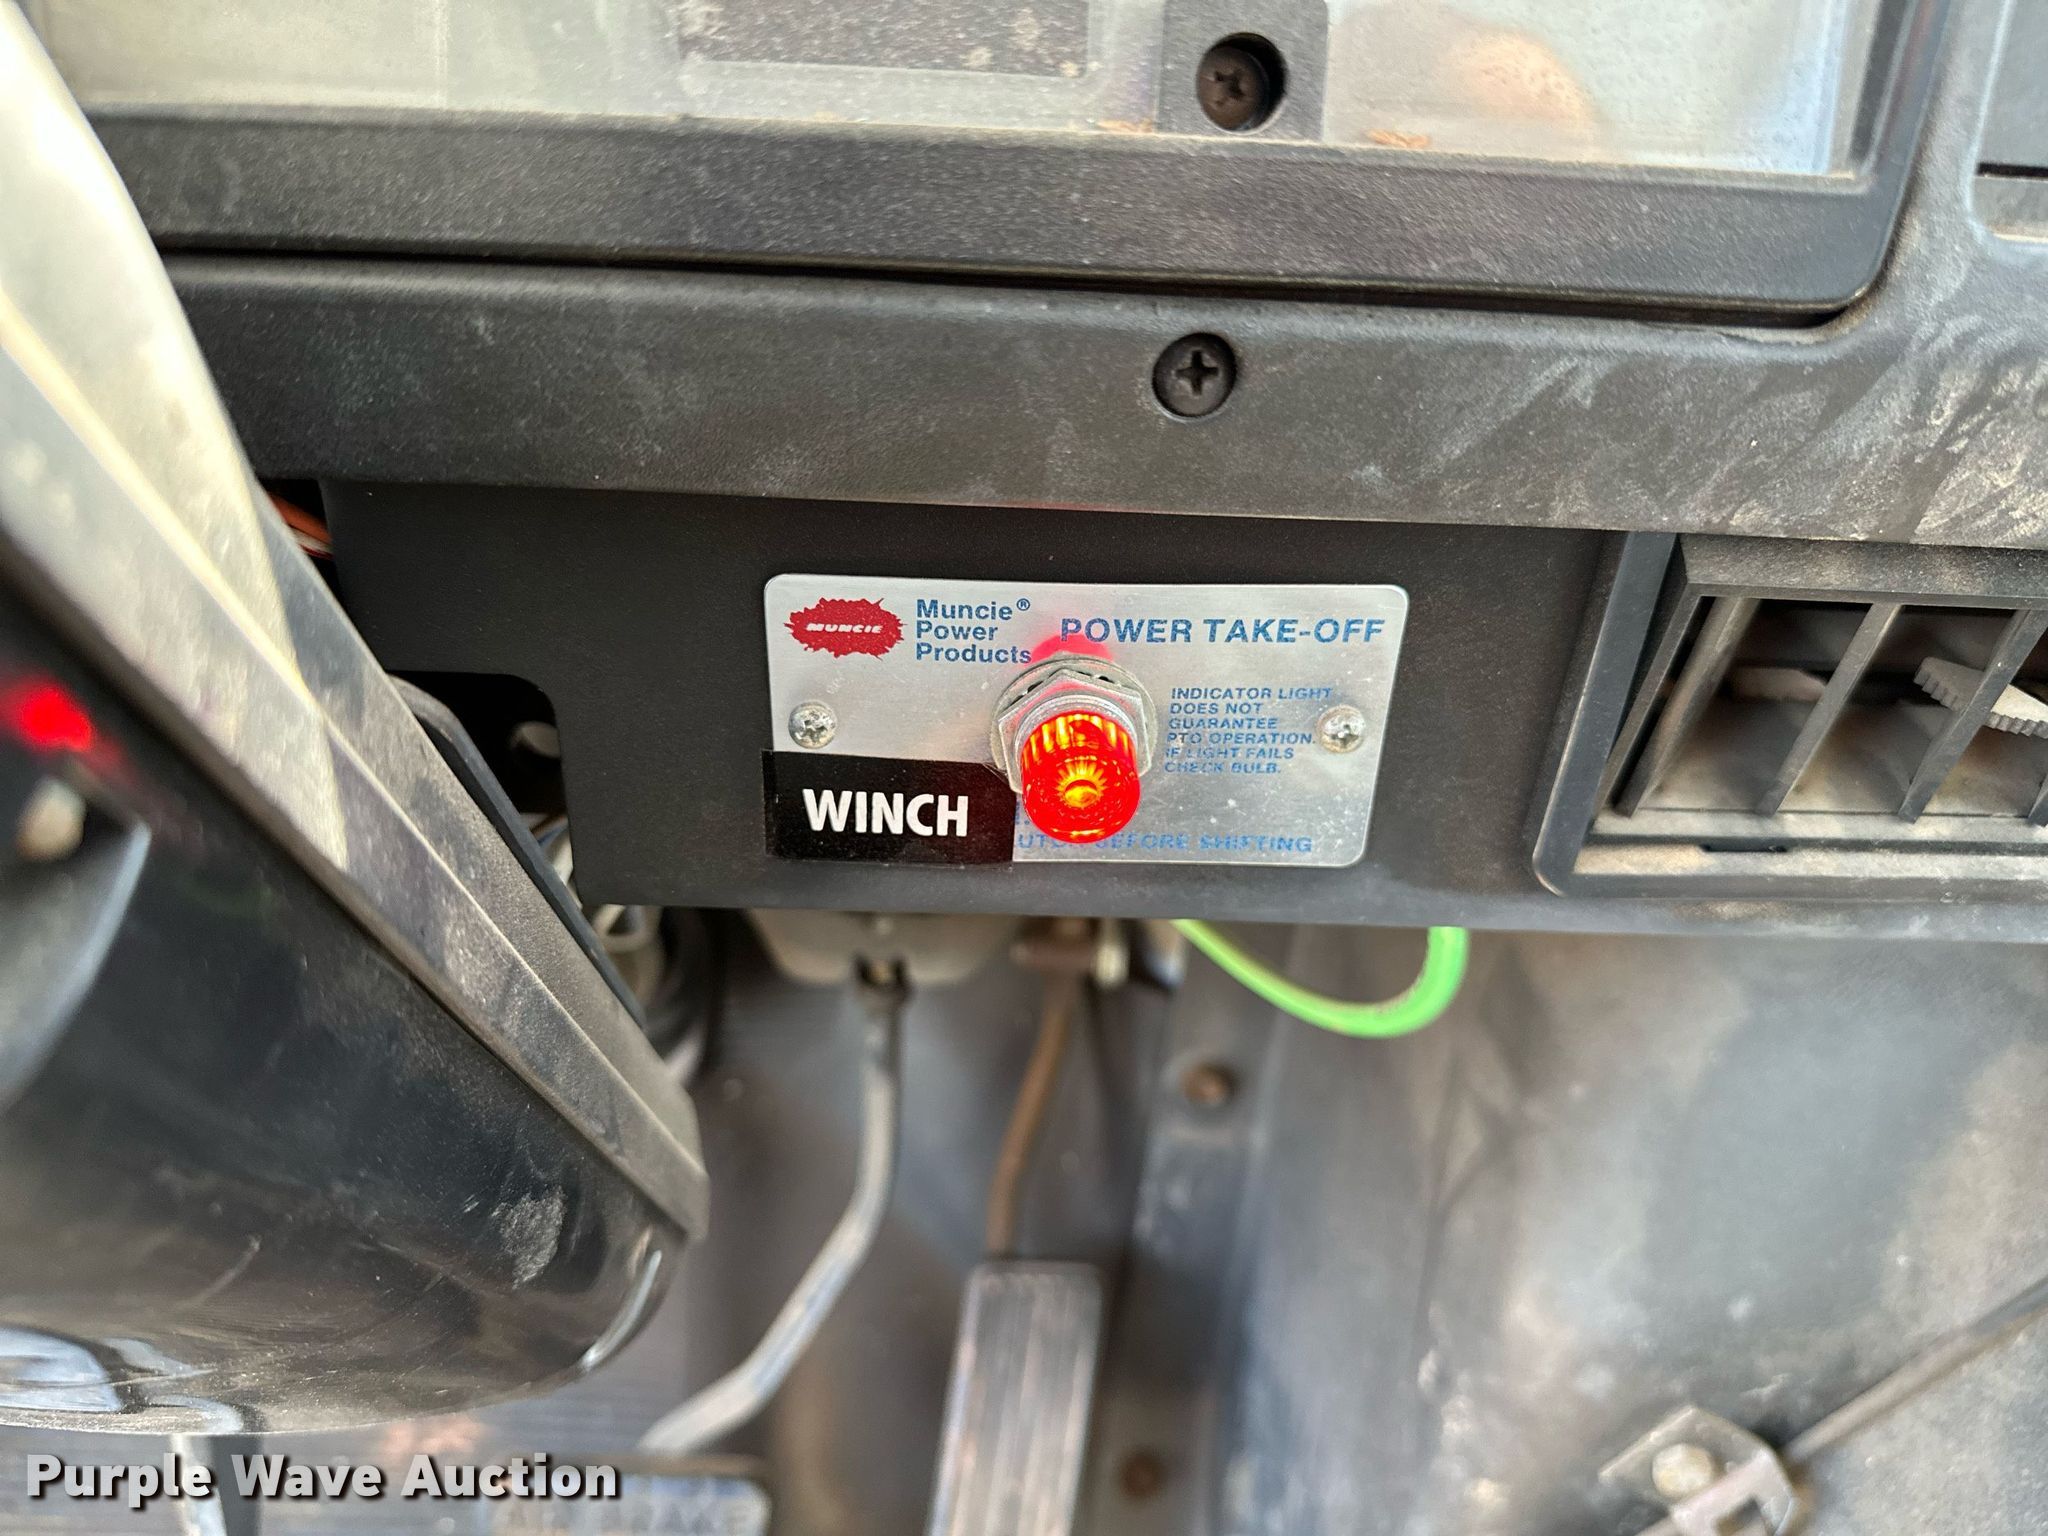 MUNCIE
Muncie®
Power
Products
POWER TAKE-OFF
INDICATOR LIGHT
DOES NOT
GUARANTEE
PTO OPERATION.
IF LIGHT FAILS
CHECK BULB.
WINCH
BEFORE SHIFTING
Purple Wave Auction